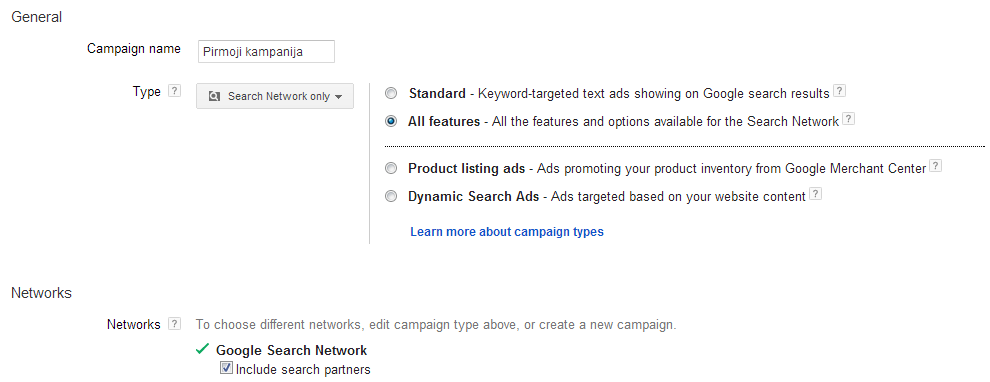 General
Campaign name Pirmoji kampanija
Type ? Search Network only
Standard - Keyword-targeted text ads showing on Google search results ?
All features - All the features and options available for the Search Network ?
Product listing ads - Ads promoting your product inventory from Google Merchant Center ?
Dynamic Search Ads - Ads targeted based on your website content ?
Learn more about campaign types
Networks
Networks ? To choose different networks, edit campaign type above, or create a new campaign.
Google Search Network
Include search partners